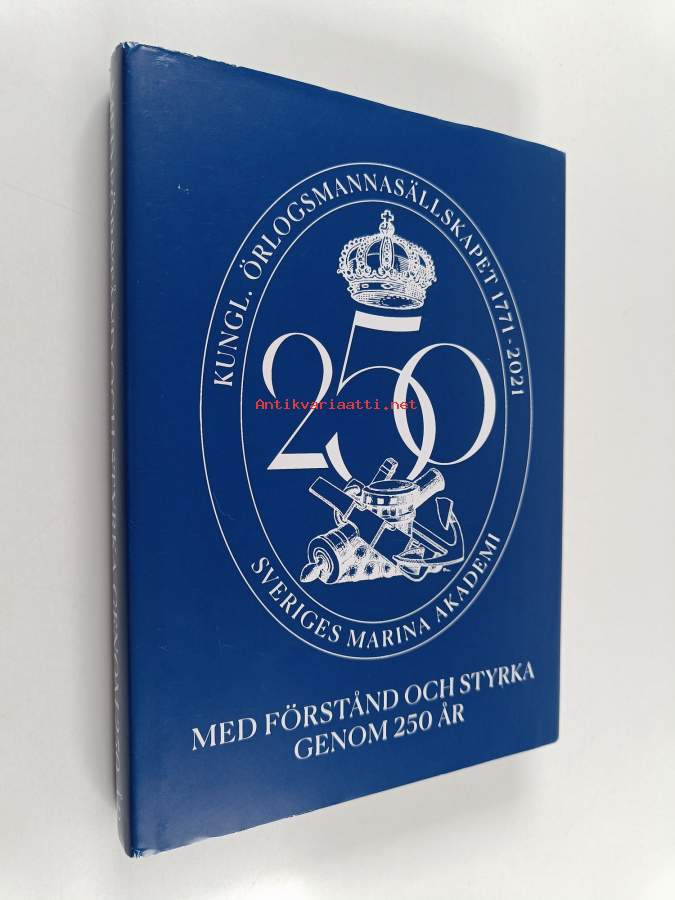 KUNGL. ÖRLOGSMANNASÄLLSKAPET 1771-2021
250
Antikvariaatti.net
SVERIGES MARINA AKADEMI
MED FÖRSTÅND OCH STYRKA
GENOM 250 ÅR